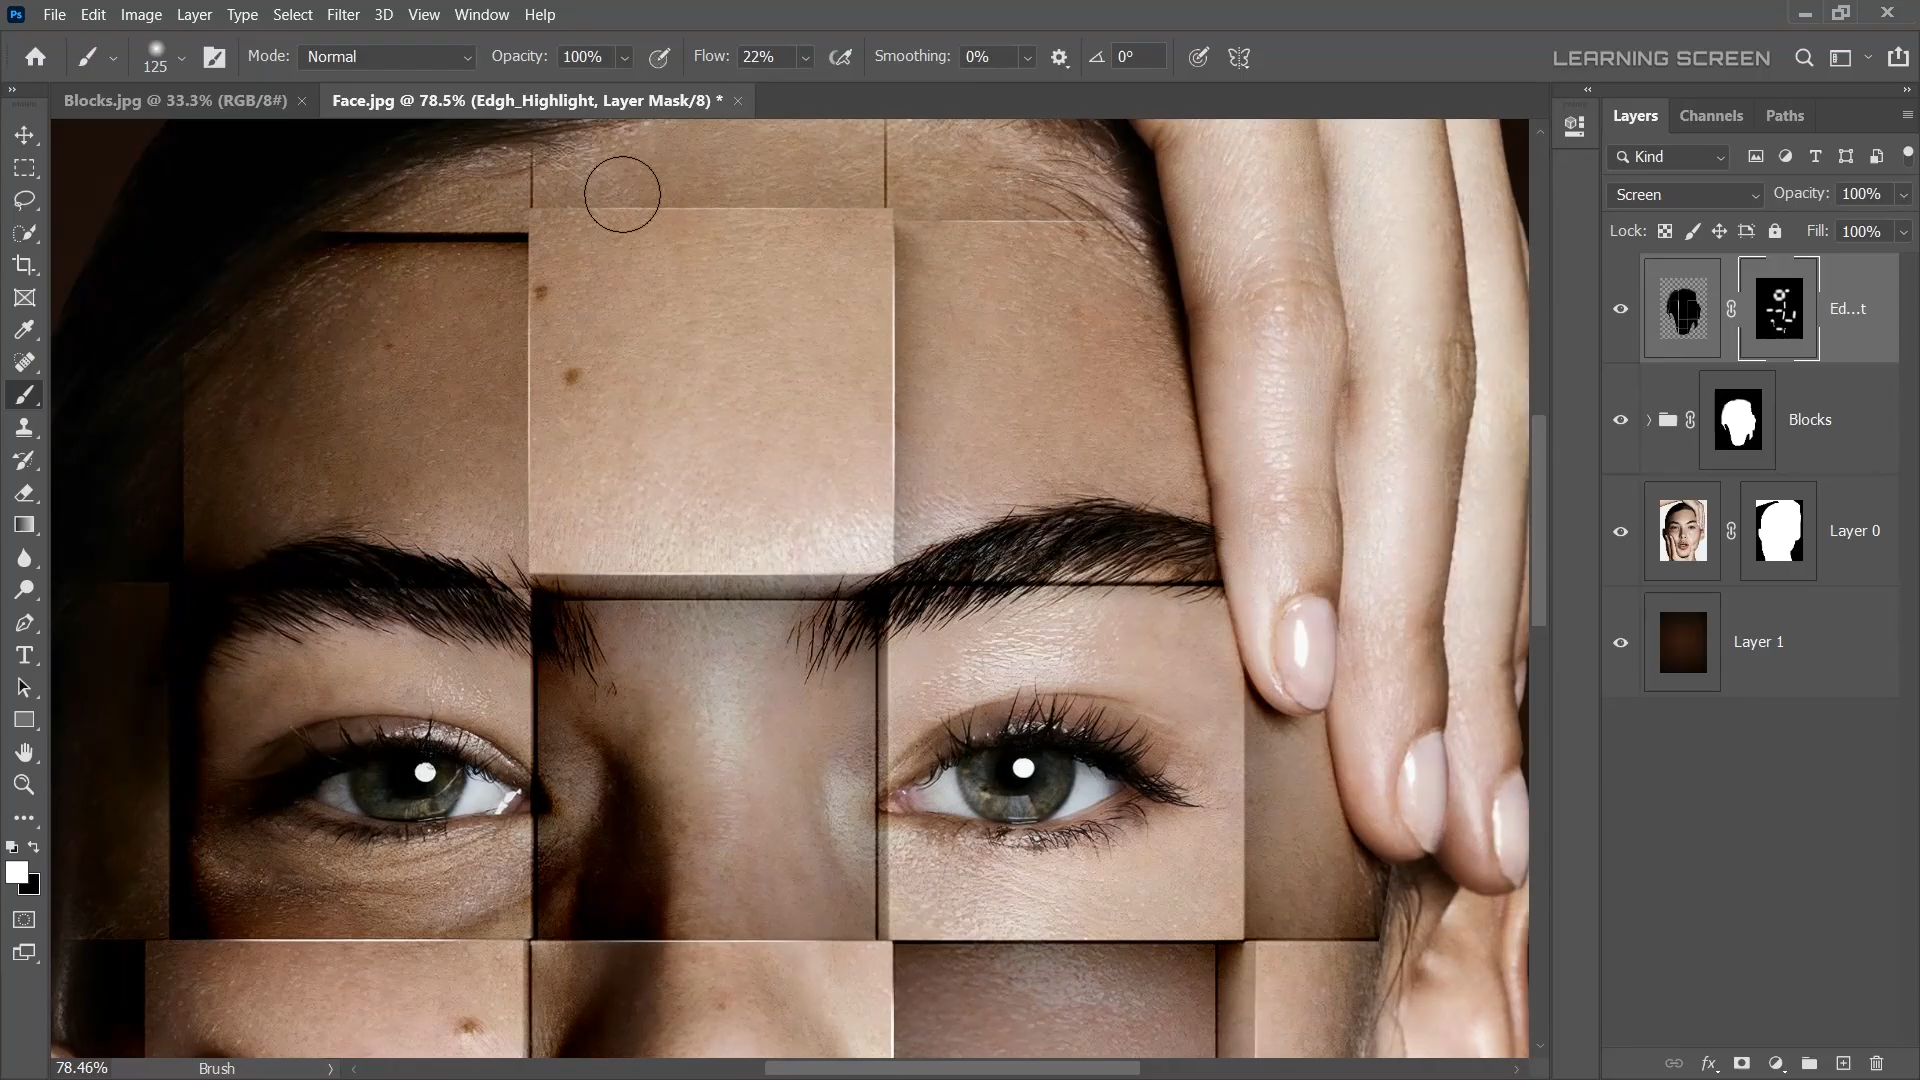 Ps File Edit Image Layer Type Select Filter 3D View Window Help
125 Mode: Normal Opacity: 100% Flow: 22% Smoothing: 0% 0° LEARNING SCREEN
Blocks.jpg @ 33.3% (RGB/8#) × Face.jpg @ 78.5% (Edgh_Highlight, Layer Mask/8) * ×
Layers Channels Paths
Kind
Screen Opacity: 100%
Lock: Fill: 100%
Ed...t
Blocks
Layer 0
Layer 1
fx
78.46% Brush